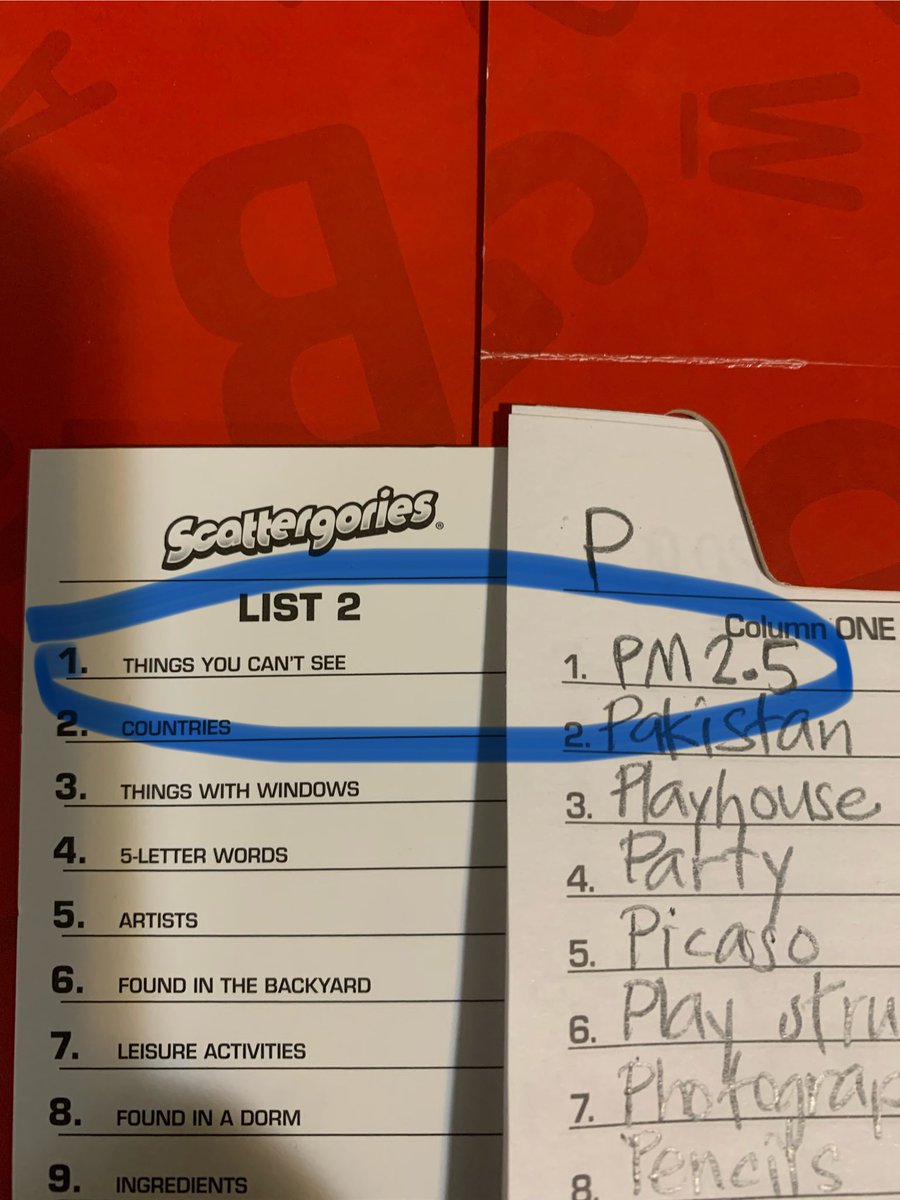 Scattergories®
LIST 2
1. THINGS YOU CAN'T SEE
2. COUNTRIES
3. THINGS WITH WINDOWS
4. 5-LETTER WORDS
5. ARTISTS
6. FOUND IN THE BACKYARD
7. LEISURE ACTIVITIES
8. FOUND IN A DORM
9. INGREDIENTS
P
Column ONE
1. PM 2.5
2. Pakistan
3. Playhouse
4. Party
5. Picaso
6. Play stru
7. Photograp
8. Pencils